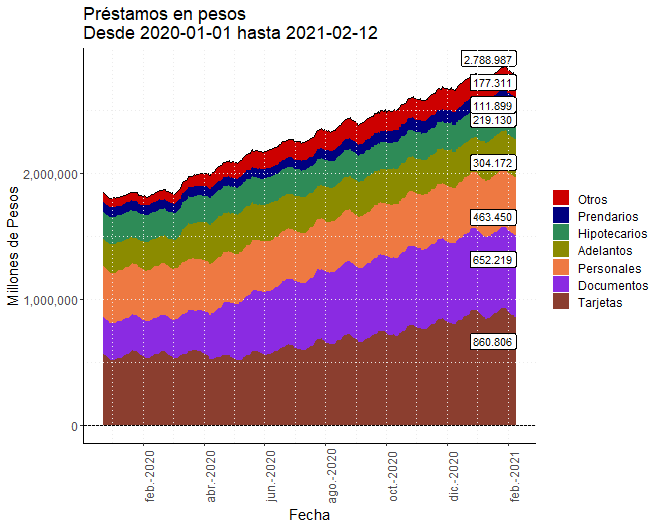 Préstamos en pesos
Desde 2020-01-01 hasta 2021-02-12
Millones de Pesos
2,000,000
1,000,000
0
2.788.987
177.311
111.899
219.130
304.172
463.450
652.219
860.806
Otros
Prendarios
Hipotecarios
Adelantos
Personales
Documentos
Tarjetas
feb.-2020
abr.-2020
jun.-2020
ago.-2020
oct.-2020
dic.-2020
feb.-2021
Fecha